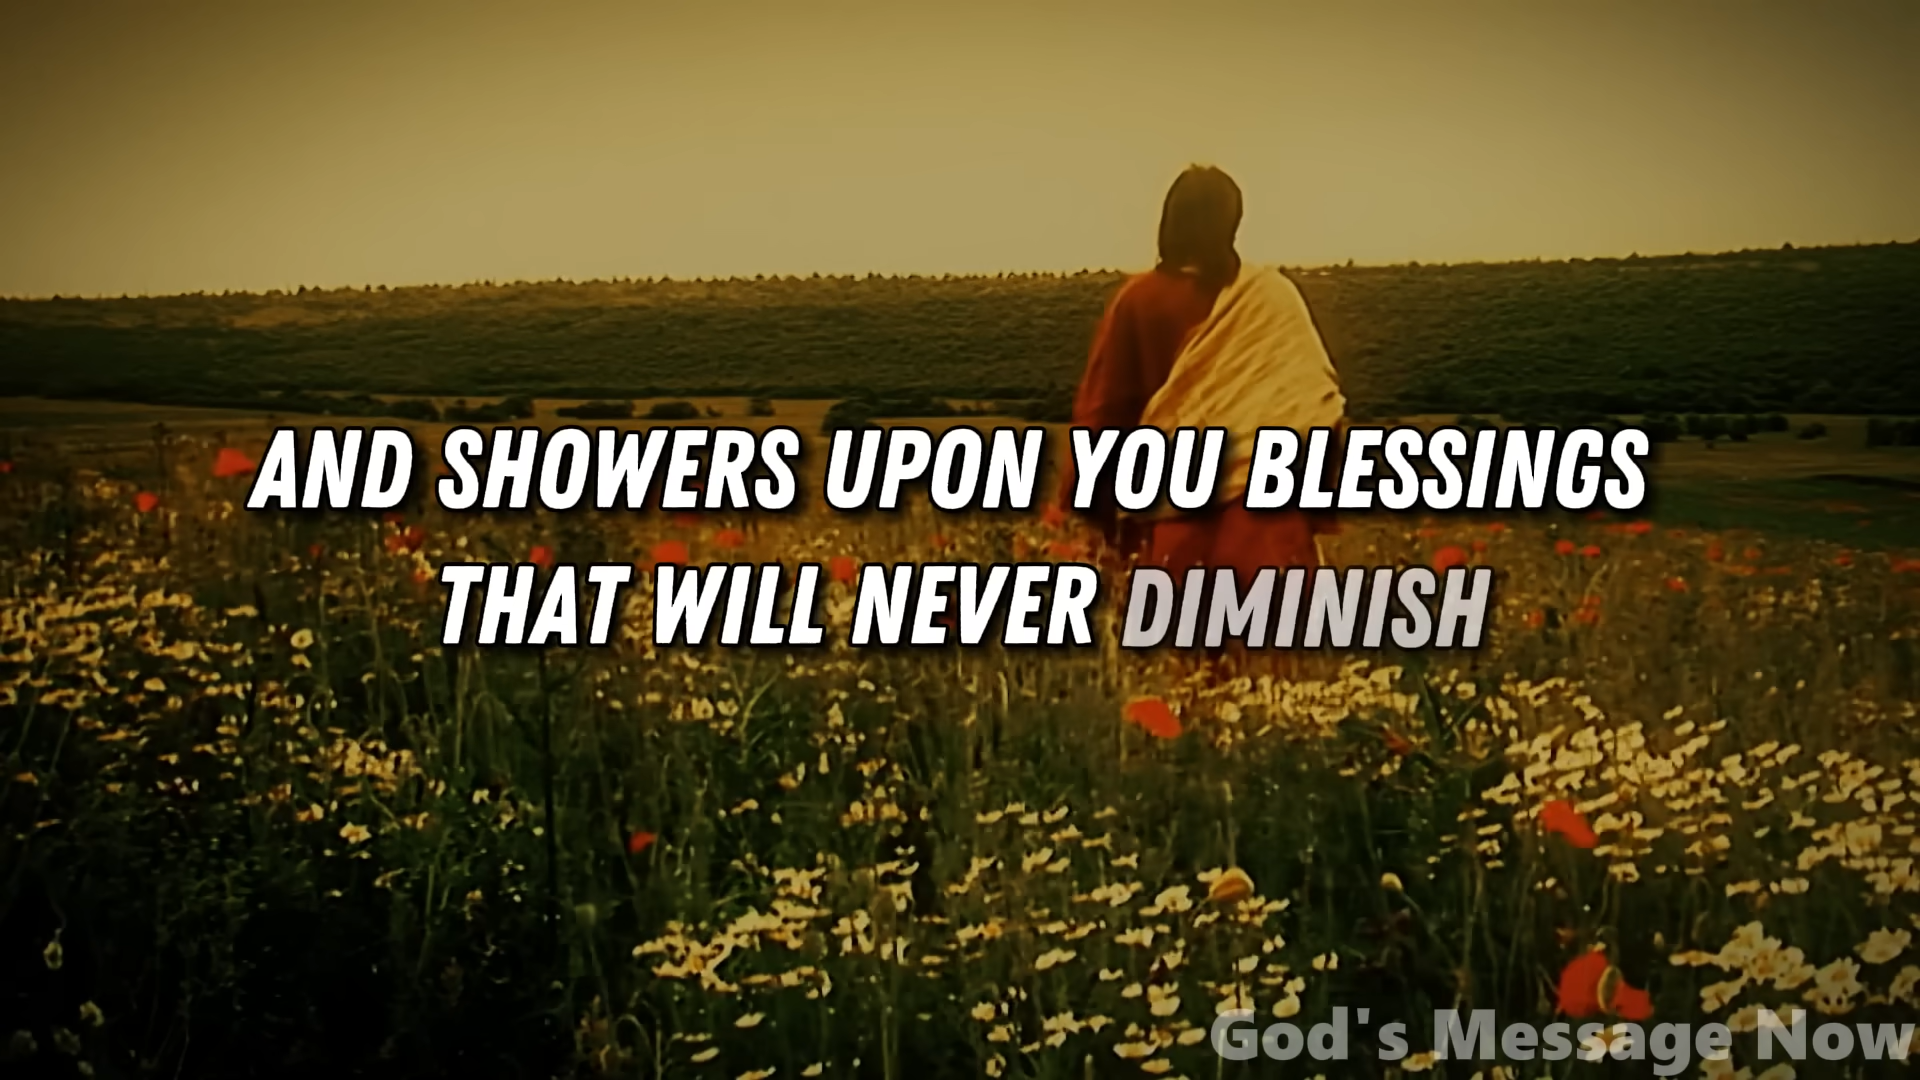 AND SHOWERS UPON YOU BLESSINGS
THAT WILL NEVER DIMINISH
God's Message Now